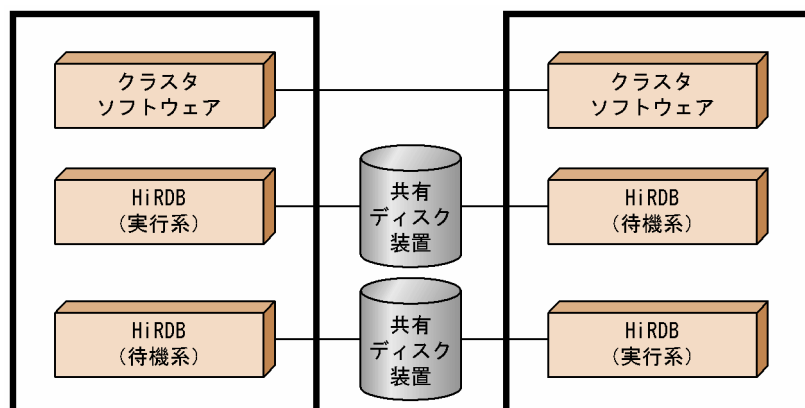 クラスタ
ソフトウェア
クラスタ
ソフトウェア
HiRDB
(実行系)
共有
ディスク
装置
HiRDB
(待機系)
HiRDB
(待機系)
共有
ディスク
装置
HiRDB
(実行系)